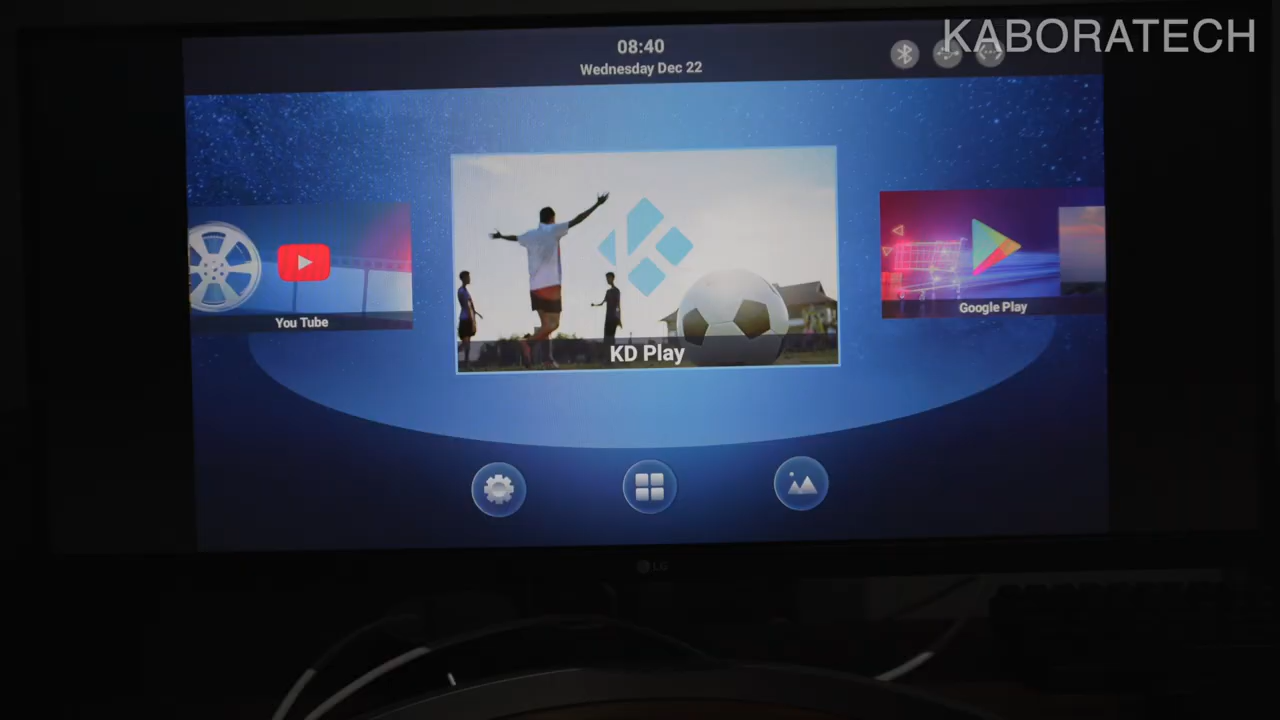 KABORATECH
08:40
Wednesday Dec 22
You Tube
KD Play
Google Play
LG